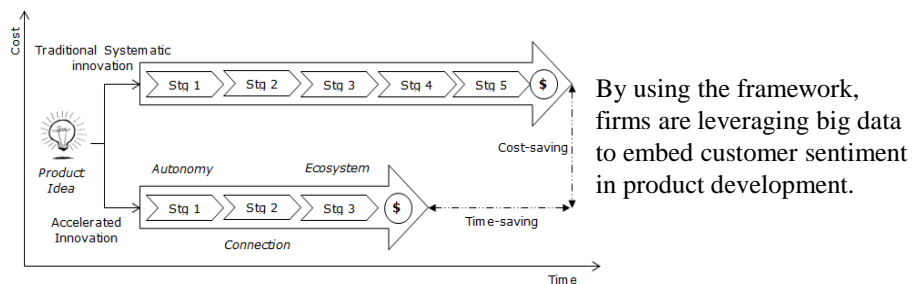 Cost
Traditional Systematic
innovation
Stg 1
Stg 2
Stg 3
Stg 4
Stg 5
$
By using the framework,
firms are leveraging big data
to embed customer sentiment
in product development.
Cost-saving
Product
Idea
Autonomy
Ecosystem
Stg 1
Stg 2
Stg 3
$
Time-saving
Accelerated
Innovation
Connection
Time